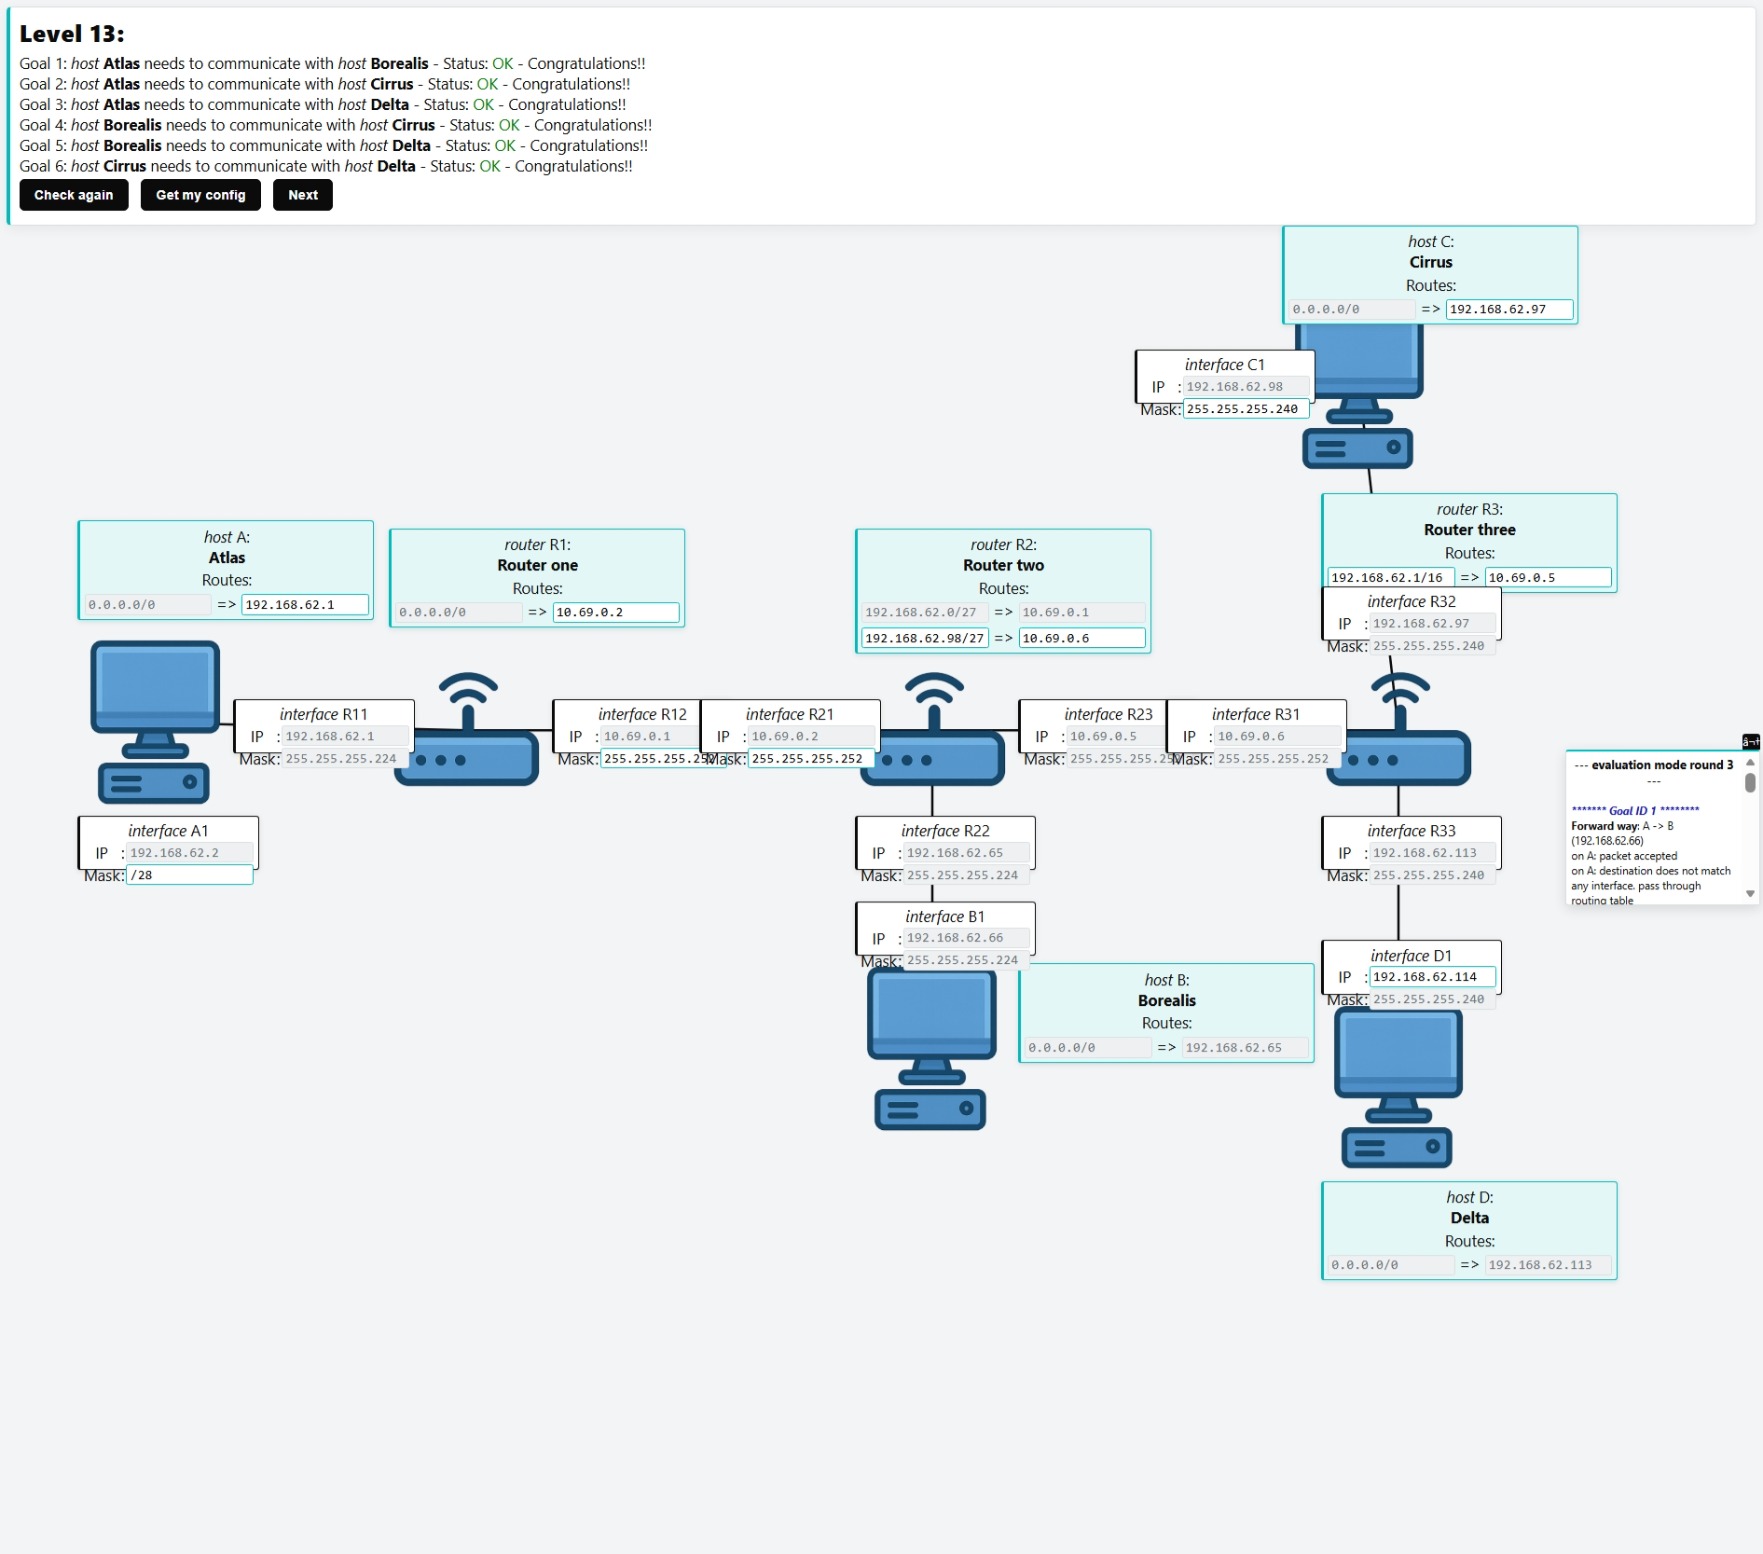 Level 13:
Goal 1: host Atlas needs to communicate with host Borealis - Status: OK - Congratulations!!
Goal 2: host Atlas needs to communicate with host Cirrus - Status: OK - Congratulations!!
Goal 3: host Atlas needs to communicate with host Delta - Status: OK - Congratulations!!
Goal 4: host Borealis needs to communicate with host Cirrus - Status: OK - Congratulations!!
Goal 5: host Borealis needs to communicate with host Delta - Status: OK - Congratulations!!
Goal 6: host Cirrus needs to communicate with host Delta - Status: OK - Congratulations!!
Check again Get my config Next
host C:
Cirrus
Routes:
0.0.0.0/0 => 192.168.62.97
interface C1
IP : 192.168.62.98
Mask: 255.255.255.240
host A:
Atlas
Routes:
0.0.0.0/0 => 192.168.62.1
router R1:
Router one
Routes:
0.0.0.0/0 => 10.69.0.2
router R2:
Router two
Routes:
192.168.62.0/27 => 10.69.0.1
192.168.62.98/27 => 10.69.0.6
router R3:
Router three
Routes:
192.168.62.1/16 => 10.69.0.5
interface R32
IP : 192.168.62.97
Mask: 255.255.255.240
interface R11
IP : 192.168.62.1
Mask: 255.255.255.224
interface R12
IP : 10.69.0.1
Mask: 255.255.255.252
interface R21
IP : 10.69.0.2
Mask: 255.255.255.252
interface R23
IP : 10.69.0.5
Mask: 255.255.255.25
interface R31
IP : 10.69.0.6
Mask: 255.255.255.252
interface A1
IP : 192.168.62.2
Mask: /28
interface R22
IP : 192.168.62.65
Mask: 255.255.255.224
interface B1
IP : 192.168.62.66
Mask: 255.255.255.224
host B:
Borealis
Routes:
0.0.0.0/0 => 192.168.62.65
interface R33
IP : 192.168.62.113
Mask: 255.255.255.240
interface D1
IP : 192.168.62.114
Mask: 255.255.255.240
host D:
Delta
Routes:
0.0.0.0/0 => 192.168.62.113
--- evaluation mode round 3
---
******* Goal ID 1 ********
Forward way: A -> B
(192.168.62.66)
on A: packet accepted
on A: destination does not match
any interface. pass through
routing table